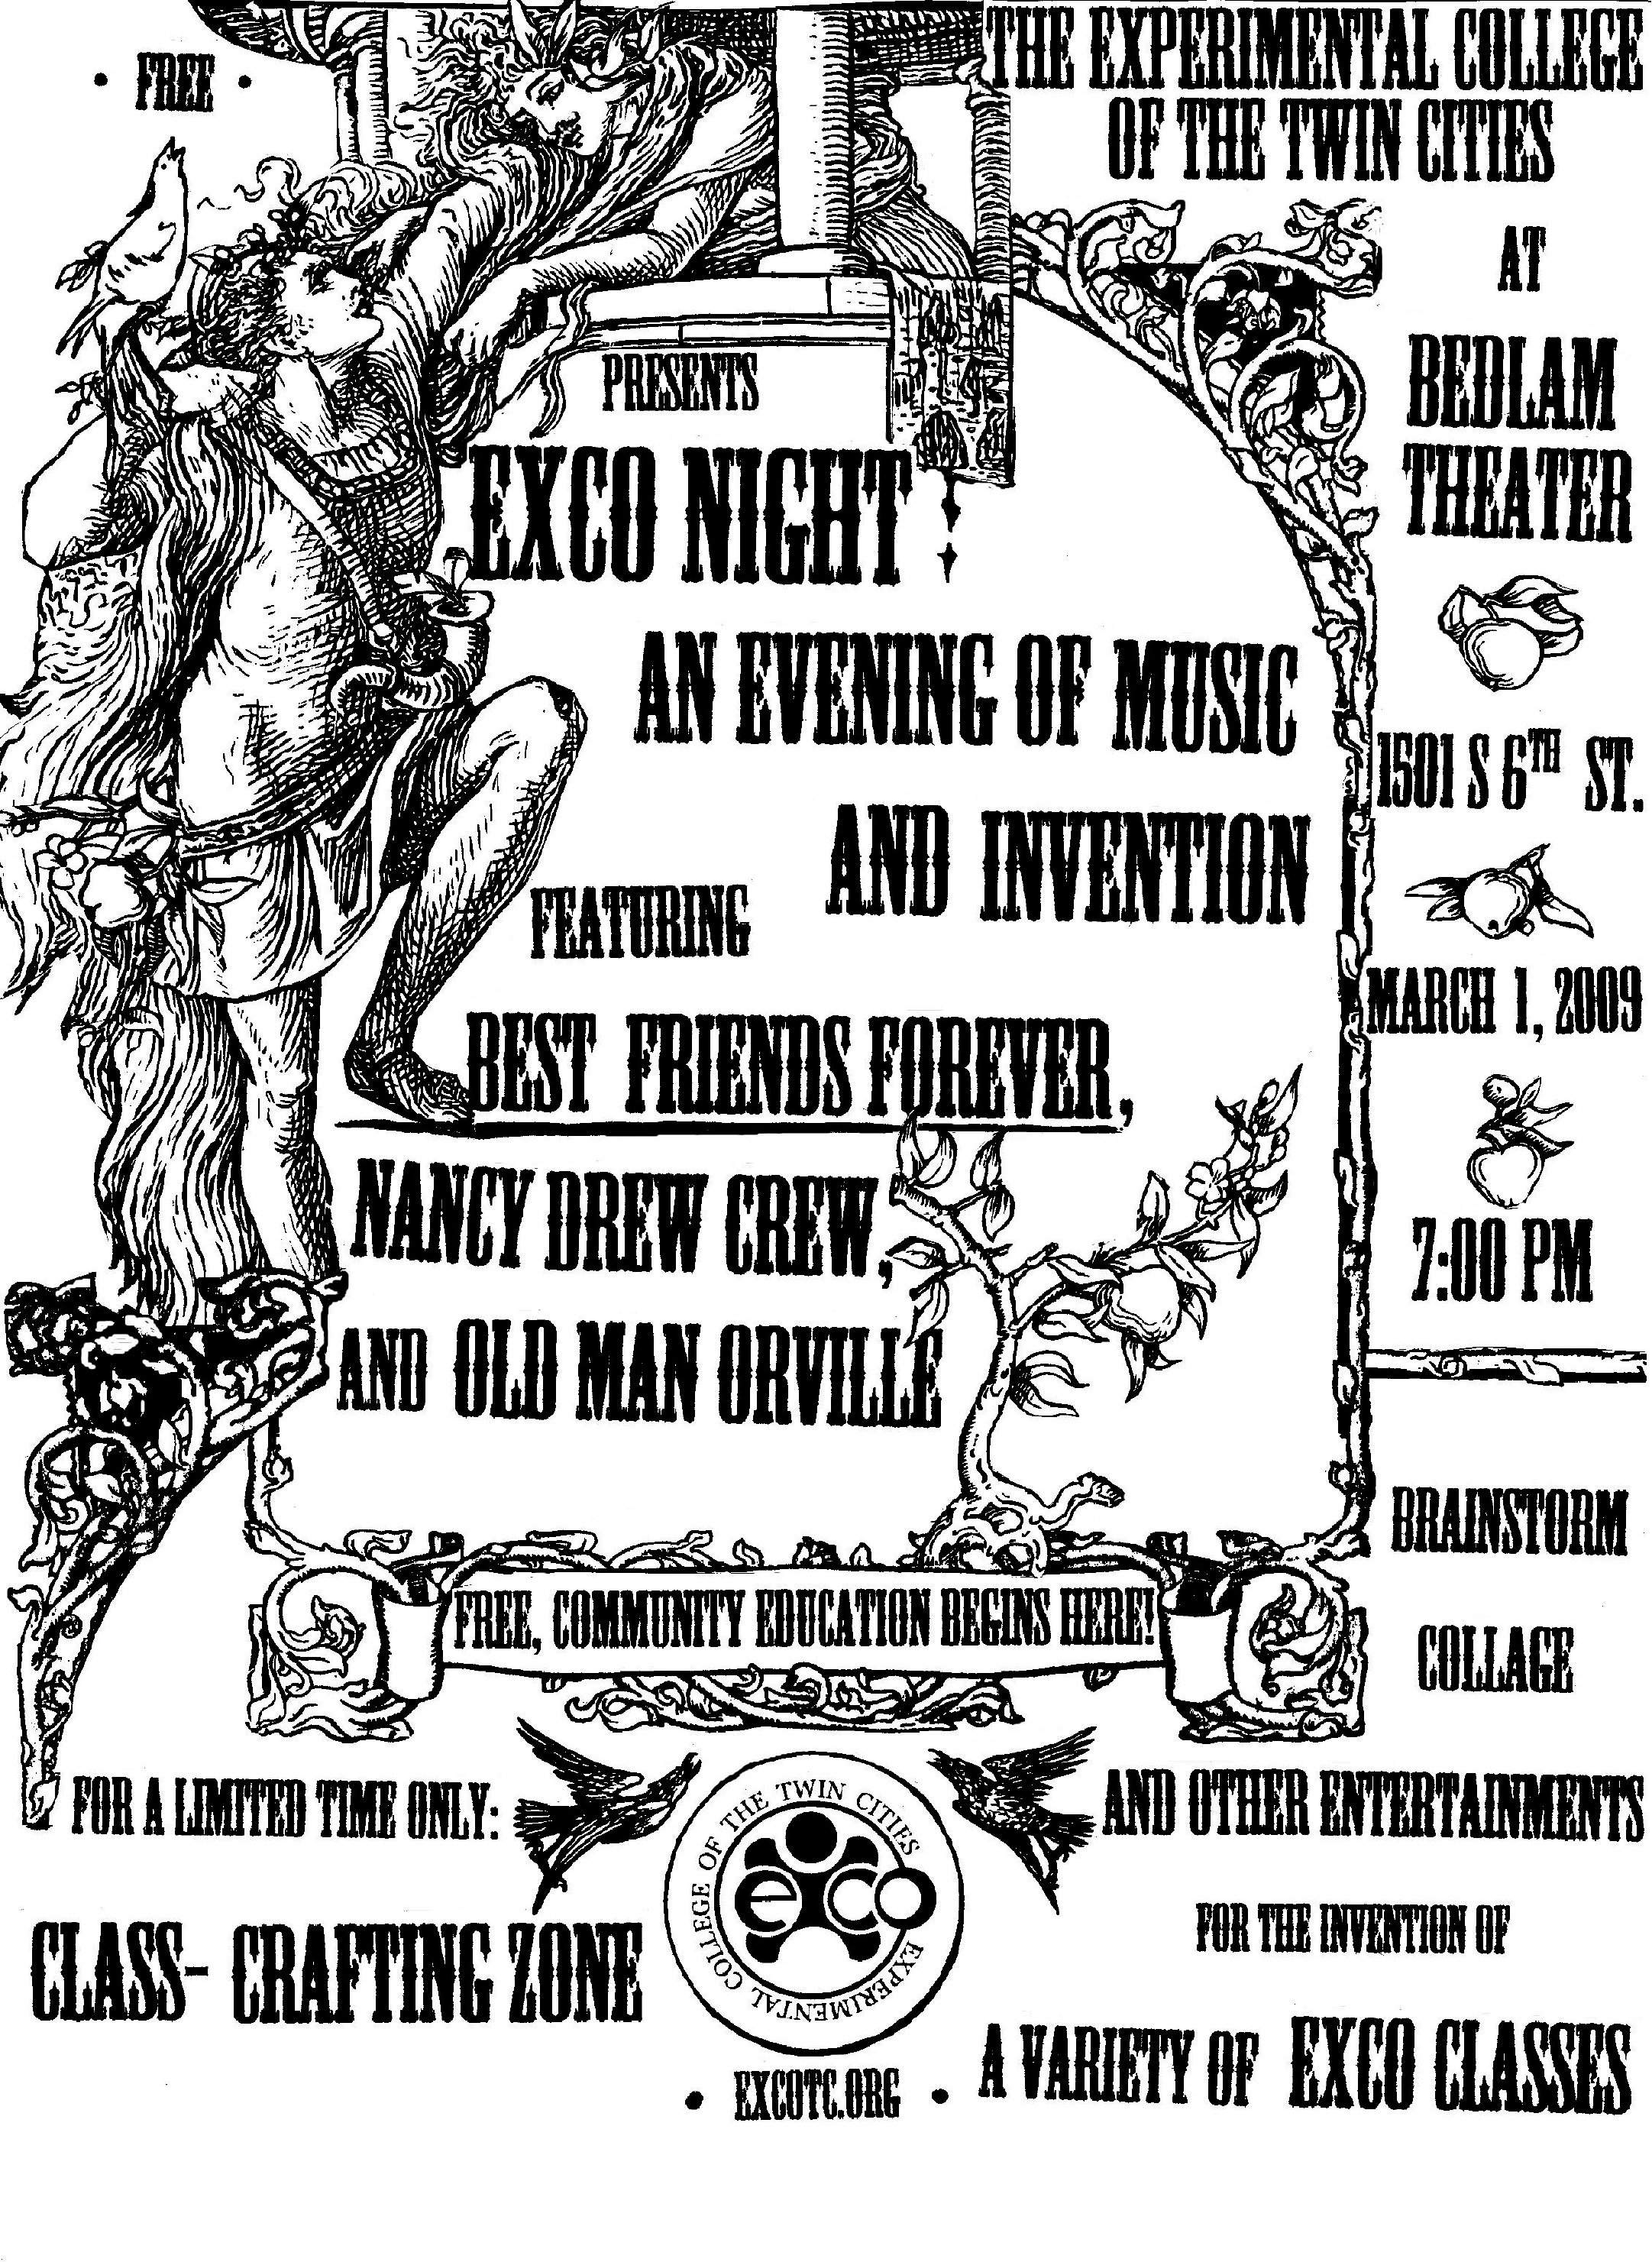 • FREE •
THE EXPERIMENTAL COLLEGE
OF THE TWIN CITIES
AT
BEDLAM
THEATER
1501 S 6TH ST.
MARCH 1, 2009
7:00 PM
PRESENTS
EXCO NIGHT
AN EVENING OF MUSIC
AND INVENTION
FEATURING
BEST FRIENDS FOREVER,
NANCY DREW CREW,
AND OLD MAN ORVILLE
BRAINSTORM
COLLAGE
FREE, COMMUNITY EDUCATION BEGINS HERE!
FOR A LIMITED TIME ONLY:
CLASS- CRAFTING ZONE
EXPERIMENTAL COLLEGE OF THE TWIN CITIES
exco
• EXCOTC.ORG •
AND OTHER ENTERTAINMENTS
FOR THE INVENTION OF
A VARIETY OF EXCO CLASSES